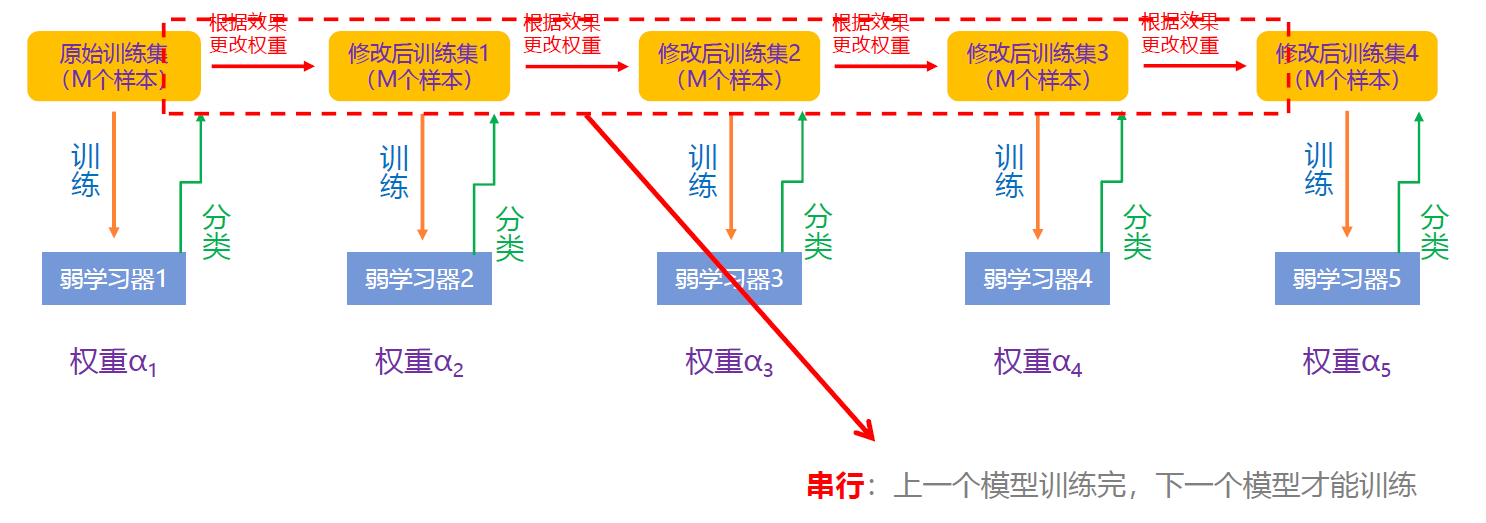 根据效果
更改权重
根据效果
更改权重
根据效果
更改权重
根据效果
更改权重
原始训练集
（M个样本）
修改后训练集1
（M个样本）
修改后训练集2
（M个样本）
修改后训练集3
（M个样本）
修改后训练集4
（M个样本）
训练
分类
训练
分类
训练
分类
训练
分类
训练
分类
弱学习器1
弱学习器2
弱学习器3
弱学习器4
弱学习器5
权重α₁
权重α₂
权重α₃
权重α₄
权重α₅
串行：上一个模型训练完，下一个模型才能训练